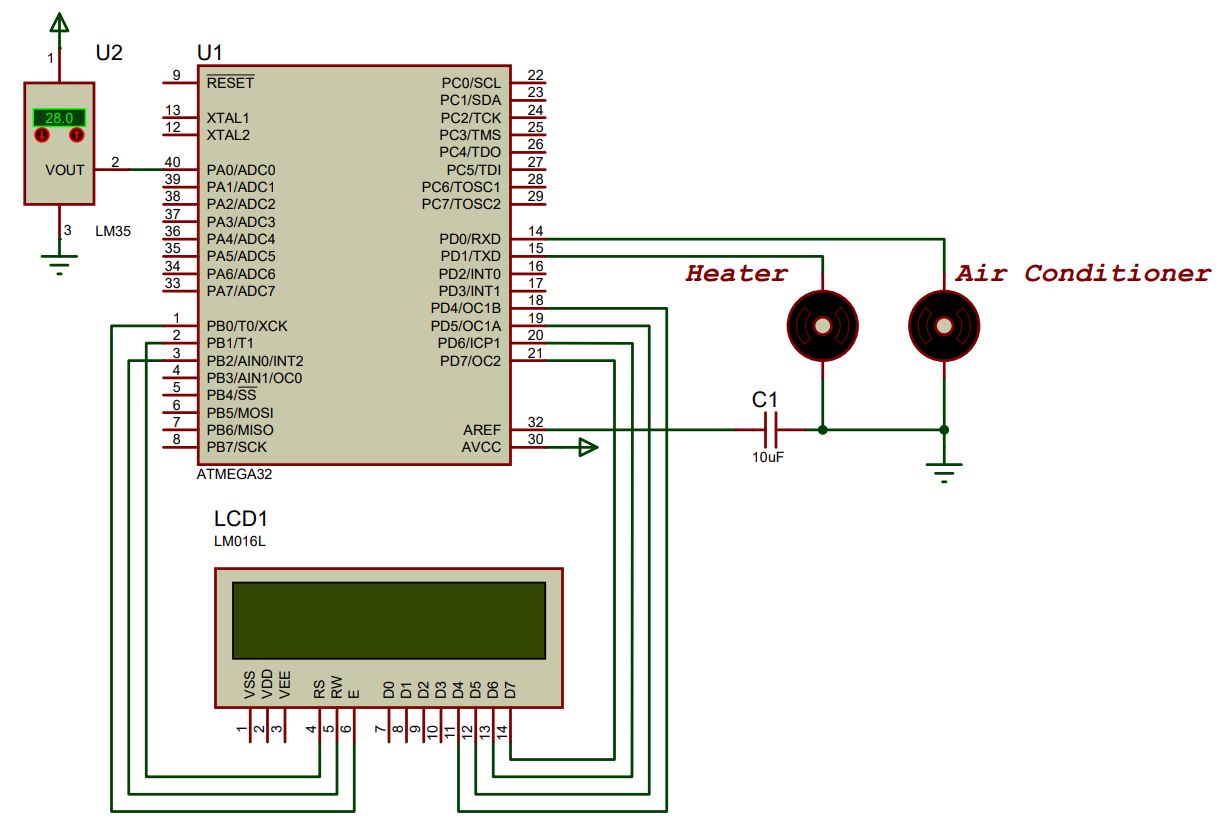 U2
1
28.0
VOUT
2
3
LM35
U1
9
RESET
13
XTAL1
12
XTAL2
40
PA0/ADC0
39
PA1/ADC1
38
PA2/ADC2
37
PA3/ADC3
36
PA4/ADC4
35
PA5/ADC5
34
PA6/ADC6
33
PA7/ADC7
1
PB0/T0/XCK
2
PB1/T1
3
PB2/AIN0/INT2
4
PB3/AIN1/OC0
5
PB4/SS
6
PB5/MOSI
7
PB6/MISO
8
PB7/SCK
PC0/SCL
22
PC1/SDA
23
PC2/TCK
24
PC3/TMS
25
PC4/TDO
26
PC5/TDI
27
PC6/TOSC1
28
PC7/TOSC2
29
PD0/RXD
14
PD1/TXD
15
PD2/INT0
16
PD3/INT1
17
PD4/OC1B
18
PD5/OC1A
19
PD6/ICP1
20
PD7/OC2
21
AREF
32
AVCC
30
ATMEGA32
Heater
Air Conditioner
C1
10uF
LCD1
LM016L
VSS
VDD
VEE
RS
RW
E
D0
D1
D2
D3
D4
D5
D6
D7
1
2
3
4
5
6
7
8
9
10
11
12
13
14